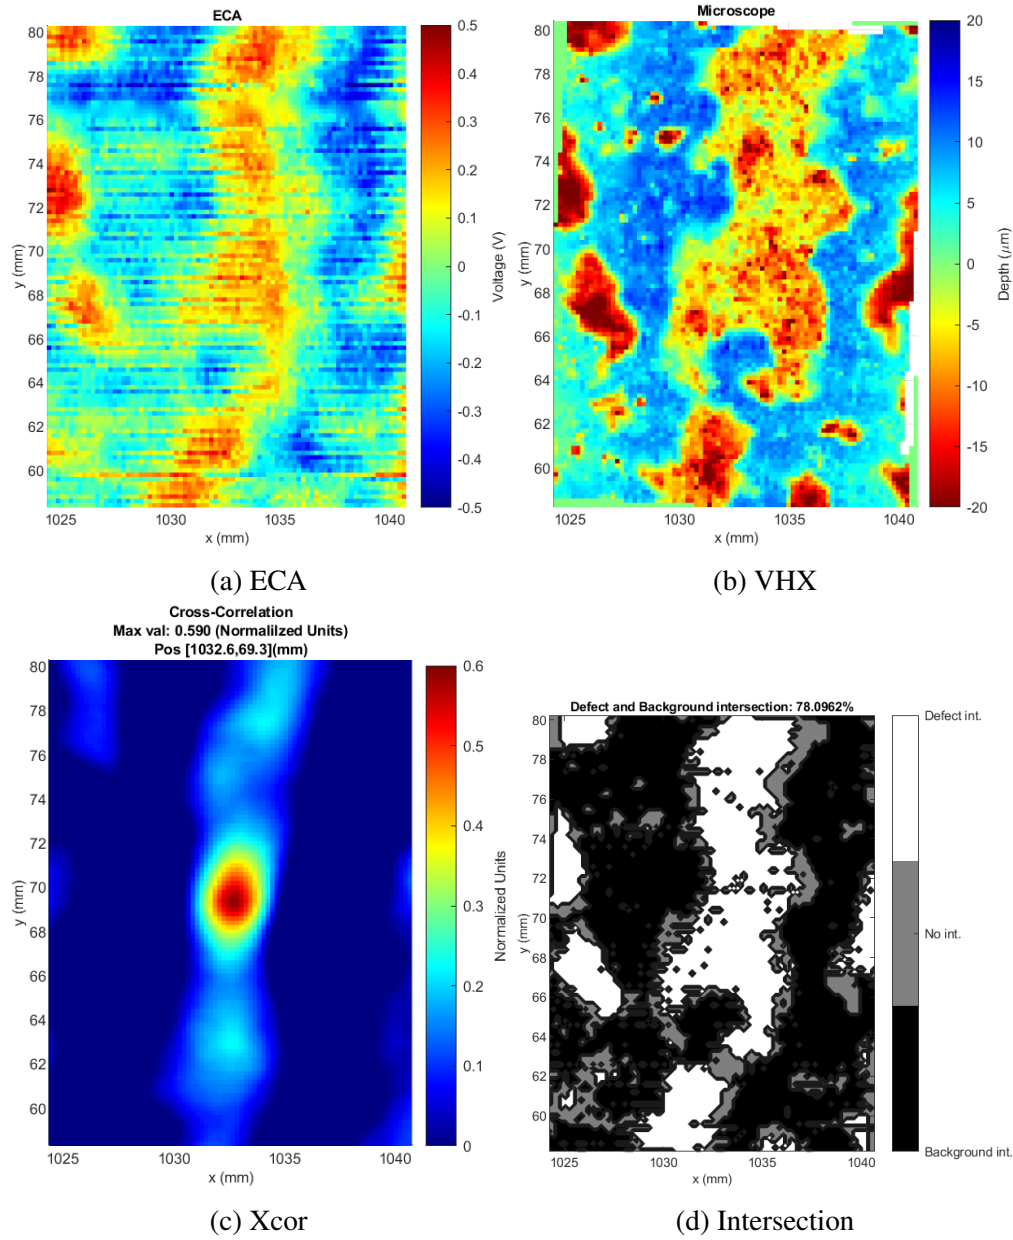 ECA
80
78
76
74
72
70
68
66
64
62
60
y (mm)
1025 1030 1035 1040
x (mm)
0.5
0.4
0.3
0.2
0.1
0
-0.1
-0.2
-0.3
-0.4
-0.5
Voltage (V)
(a) ECA
Microscope
80
78
76
74
72
70
68
66
64
62
60
y (mm)
1025 1030 1035 1040
x (mm)
20
15
10
5
0
-5
-10
-15
-20
Depth (μm)
(b) VHX
Cross-Correlation
Max val: 0.590 (Normalilzed Units)
Pos [1032.6,69.3](mm)
80
78
76
74
72
70
68
66
64
62
60
y (mm)
1025 1030 1035 1040
x (mm)
0.6
0.5
0.4
0.3
0.2
0.1
0
Normalized Units
(c) Xcor
Defect and Background intersection: 78.0962%
80
78
76
74
72
70
68
66
64
62
60
y (mm)
1025 1030 1035 1040
x (mm)
Defect int.
No int.
Background int.
(d) Intersection